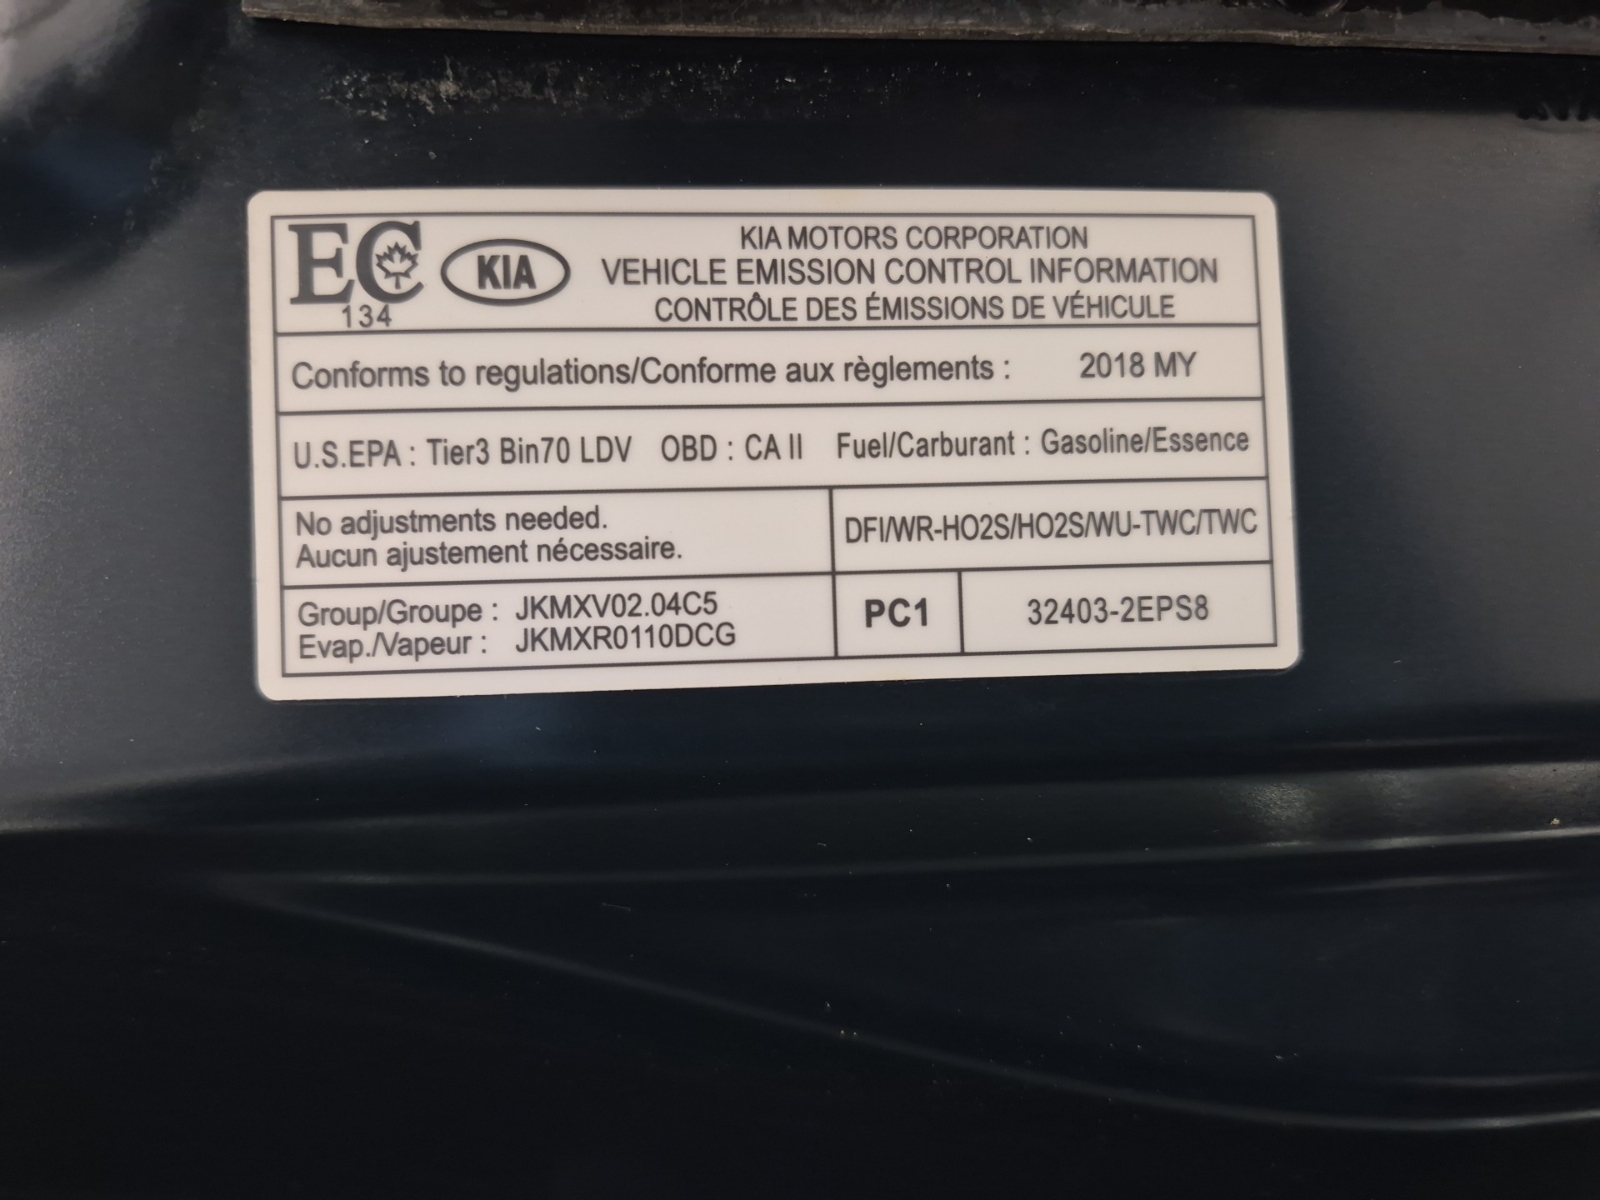 EC
134
KIA
KIA MOTORS CORPORATION
VEHICLE EMISSION CONTROL INFORMATION
CONTRÔLE DES ÉMISSIONS DE VÉHICULE
Conforms to regulations/Conforme aux règlements : 2018 MY
U.S.EPA : Tier3 Bin70 LDV OBD : CA II Fuel/Carburant : Gasoline/Essence
No adjustments needed.
Aucun ajustement nécessaire.
DFI/WR-HO2S/HO2S/WU-TWC/TWC
Group/Groupe : JKMXV02.04C5
Evap./Vapeur : JKMXR0110DCG
PC1
32403-2EPS8